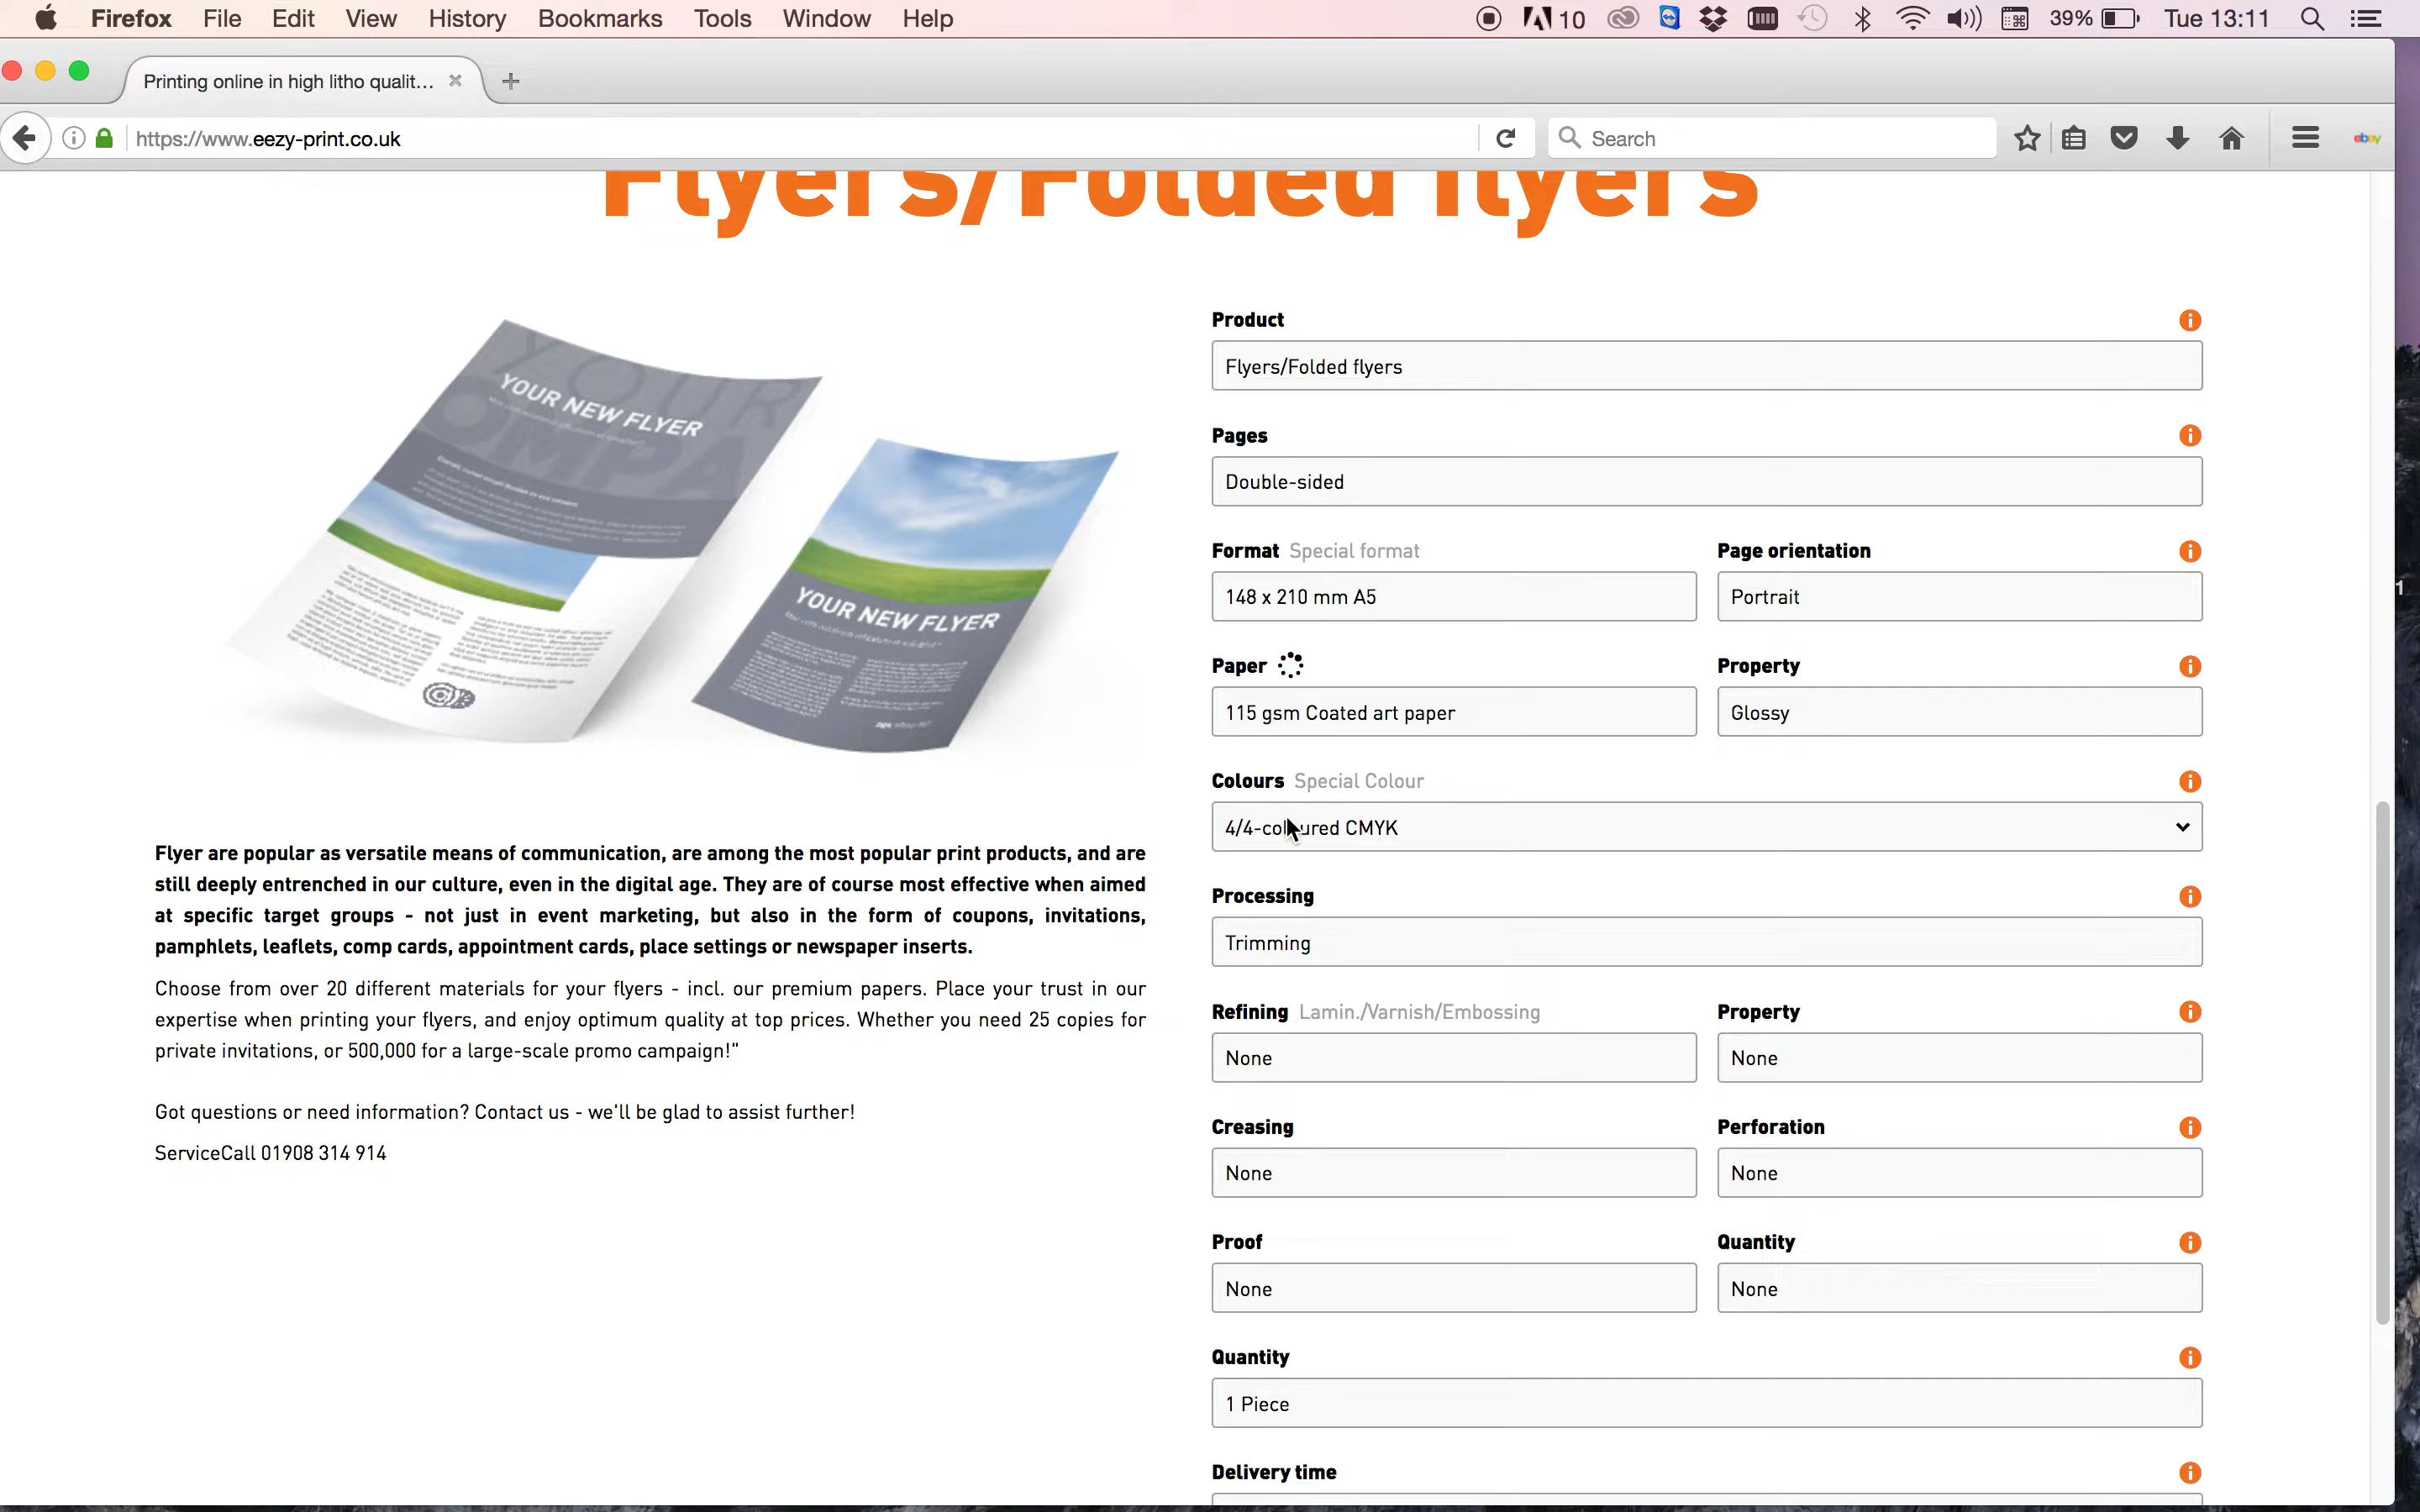 Firefox File Edit View History Bookmarks Tools Window Help 10 39% Tue 13:11
Printing online in high litho qualit...
https://www.eezy-print.co.uk Search ebay
Flyers/Folded flyers
YOUR NEW FLYER
YOUR NEW FLYER
Flyer are popular as versatile means of communication, are among the most popular print products, and are
still deeply entrenched in our culture, even in the digital age. They are of course most effective when aimed
at specific target groups - not just in event marketing, but also in the form of coupons, invitations,
pamphlets, leaflets, comp cards, appointment cards, place settings or newspaper inserts.
Choose from over 20 different materials for your flyers - incl. our premium papers. Place your trust in our
expertise when printing your flyers, and enjoy optimum quality at top prices. Whether you need 25 copies for
private invitations, or 500,000 for a large-scale promo campaign!"
Got questions or need information? Contact us - we'll be glad to assist further!
ServiceCall 01908 314 914
Product
Flyers/Folded flyers
Pages
Double-sided
Format Special format Page orientation
148 x 210 mm A5 Portrait
Paper Property
115 gsm Coated art paper Glossy
Colours Special Colour
4/4-coloured CMYK
Processing
Trimming
Refining Lamin./Varnish/Embossing Property
None None
Creasing Perforation
None None
Proof Quantity
None None
Quantity
1 Piece
Delivery time
1